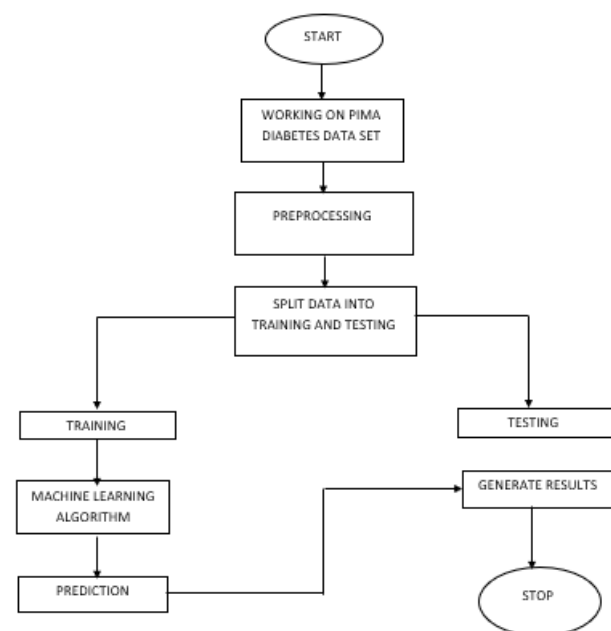 START
WORKING ON PIMA
DIABETES DATA SET
PREPROCESSING
SPLIT DATA INTO
TRAINING AND TESTING
TRAINING
TESTING
MACHINE LEARNING
ALGORITHM
GENERATE RESULTS
PREDICTION
STOP